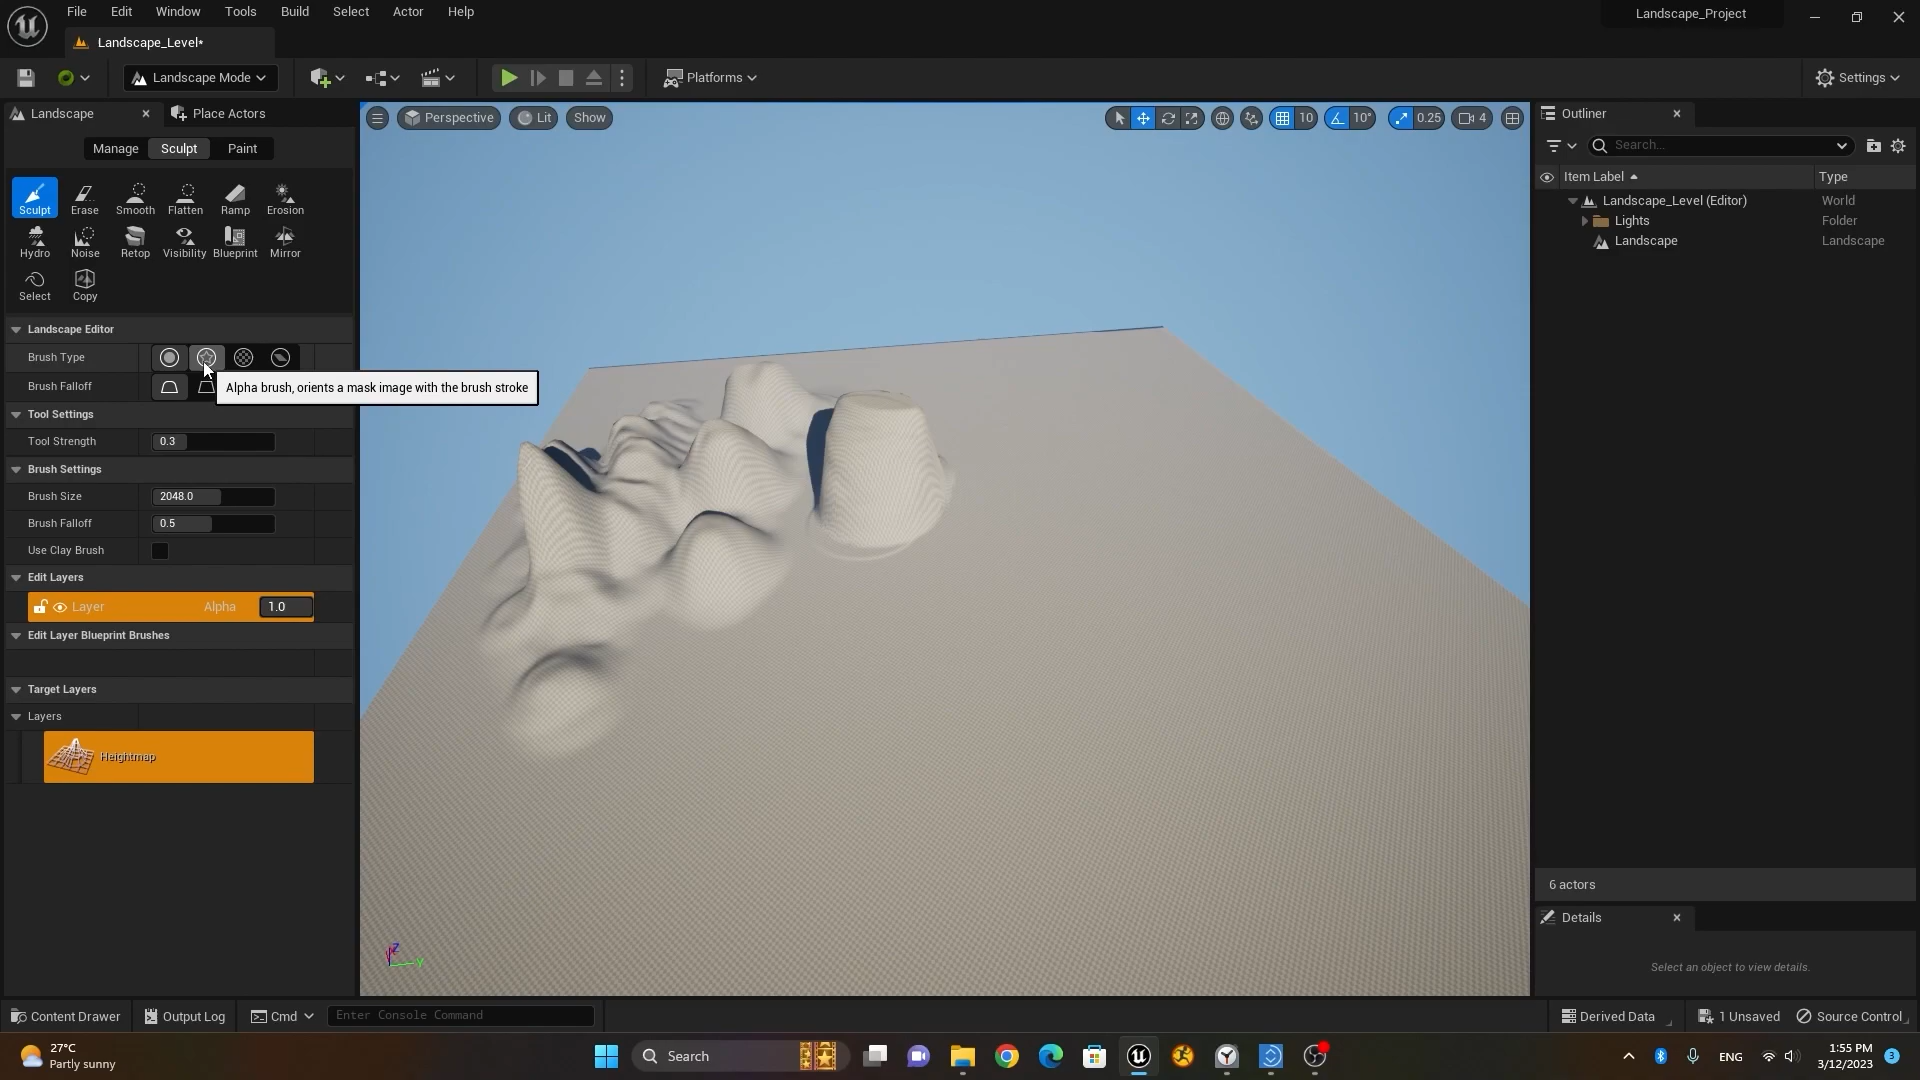 File Edit Window Tools Build Select Actor Help
Landscape_Project
Landscape_Level*
Landscape Mode
Platforms
Settings
Landscape
Place Actors
Manage Sculpt Paint
Sculpt Erase Smooth Flatten Ramp Erosion
Hydro Noise Retop Visibility Blueprint Mirror
Select Copy
Landscape Editor
Brush Type
Brush Falloff
Alpha brush, orients a mask image with the brush stroke
Tool Settings
Tool Strength 0.3
Brush Settings
Brush Size 2048.0
Brush Falloff 0.5
Use Clay Brush
Edit Layers
Layer Alpha 1.0
Edit Layer Blueprint Brushes
Target Layers
Layers
Heightmap
Perspective Lit Show
10 10° 0.25 4
Z
Y
Outliner
Search...
Item Label Type
Landscape_Level (Editor) World
Lights Folder
Landscape Landscape
6 actors
Details
Select an object to view details.
Content Drawer Output Log Cmd Enter Console Command
Derived Data 1 Unsaved Source Control
27°C
Partly sunny
Search
ENG
1:55 PM
3/12/2023
3